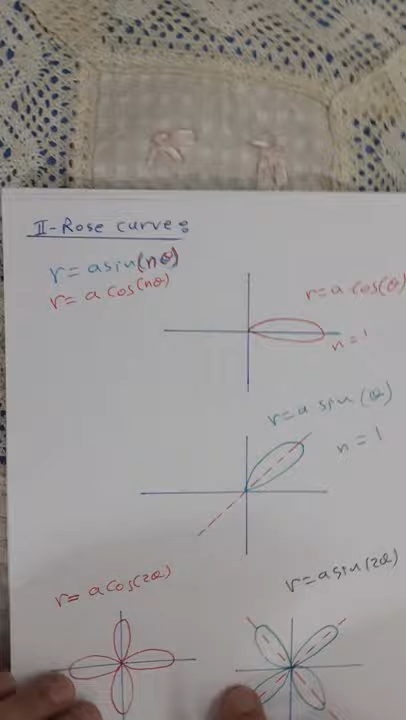 II-Rose curve:
r = a sin(nθ)
r = a cos(nθ)
r = a cos(θ)
n = 1
r = a sin(θ)
n = 1
r = a cos(2θ)
r = a sin(2θ)